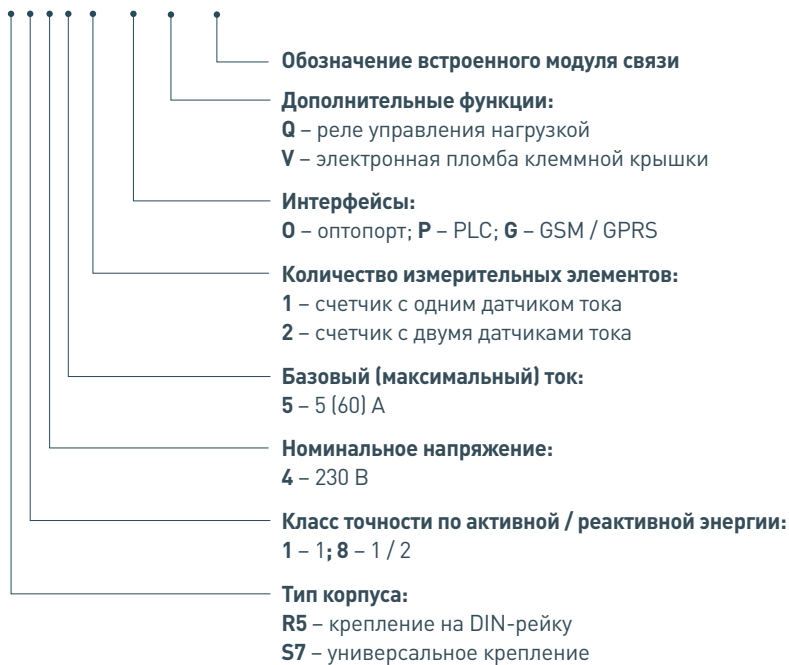 Обозначение встроенного модуля связи
Дополнительные функции:
Q – реле управления нагрузкой
V – электронная пломба клеммной крышки
Интерфейсы:
O – оптопорт; P – PLC; G – GSM / GPRS
Количество измерительных элементов:
1 – счетчик с одним датчиком тока
2 – счетчик с двумя датчиками тока
Базовый (максимальный) ток:
5 – 5 (60) А
Номинальное напряжение:
4 – 230 В
Класс точности по активной / реактивной энергии:
1 – 1; 8 – 1 / 2
Тип корпуса:
R5 – крепление на DIN-рейку
S7 – универсальное крепление